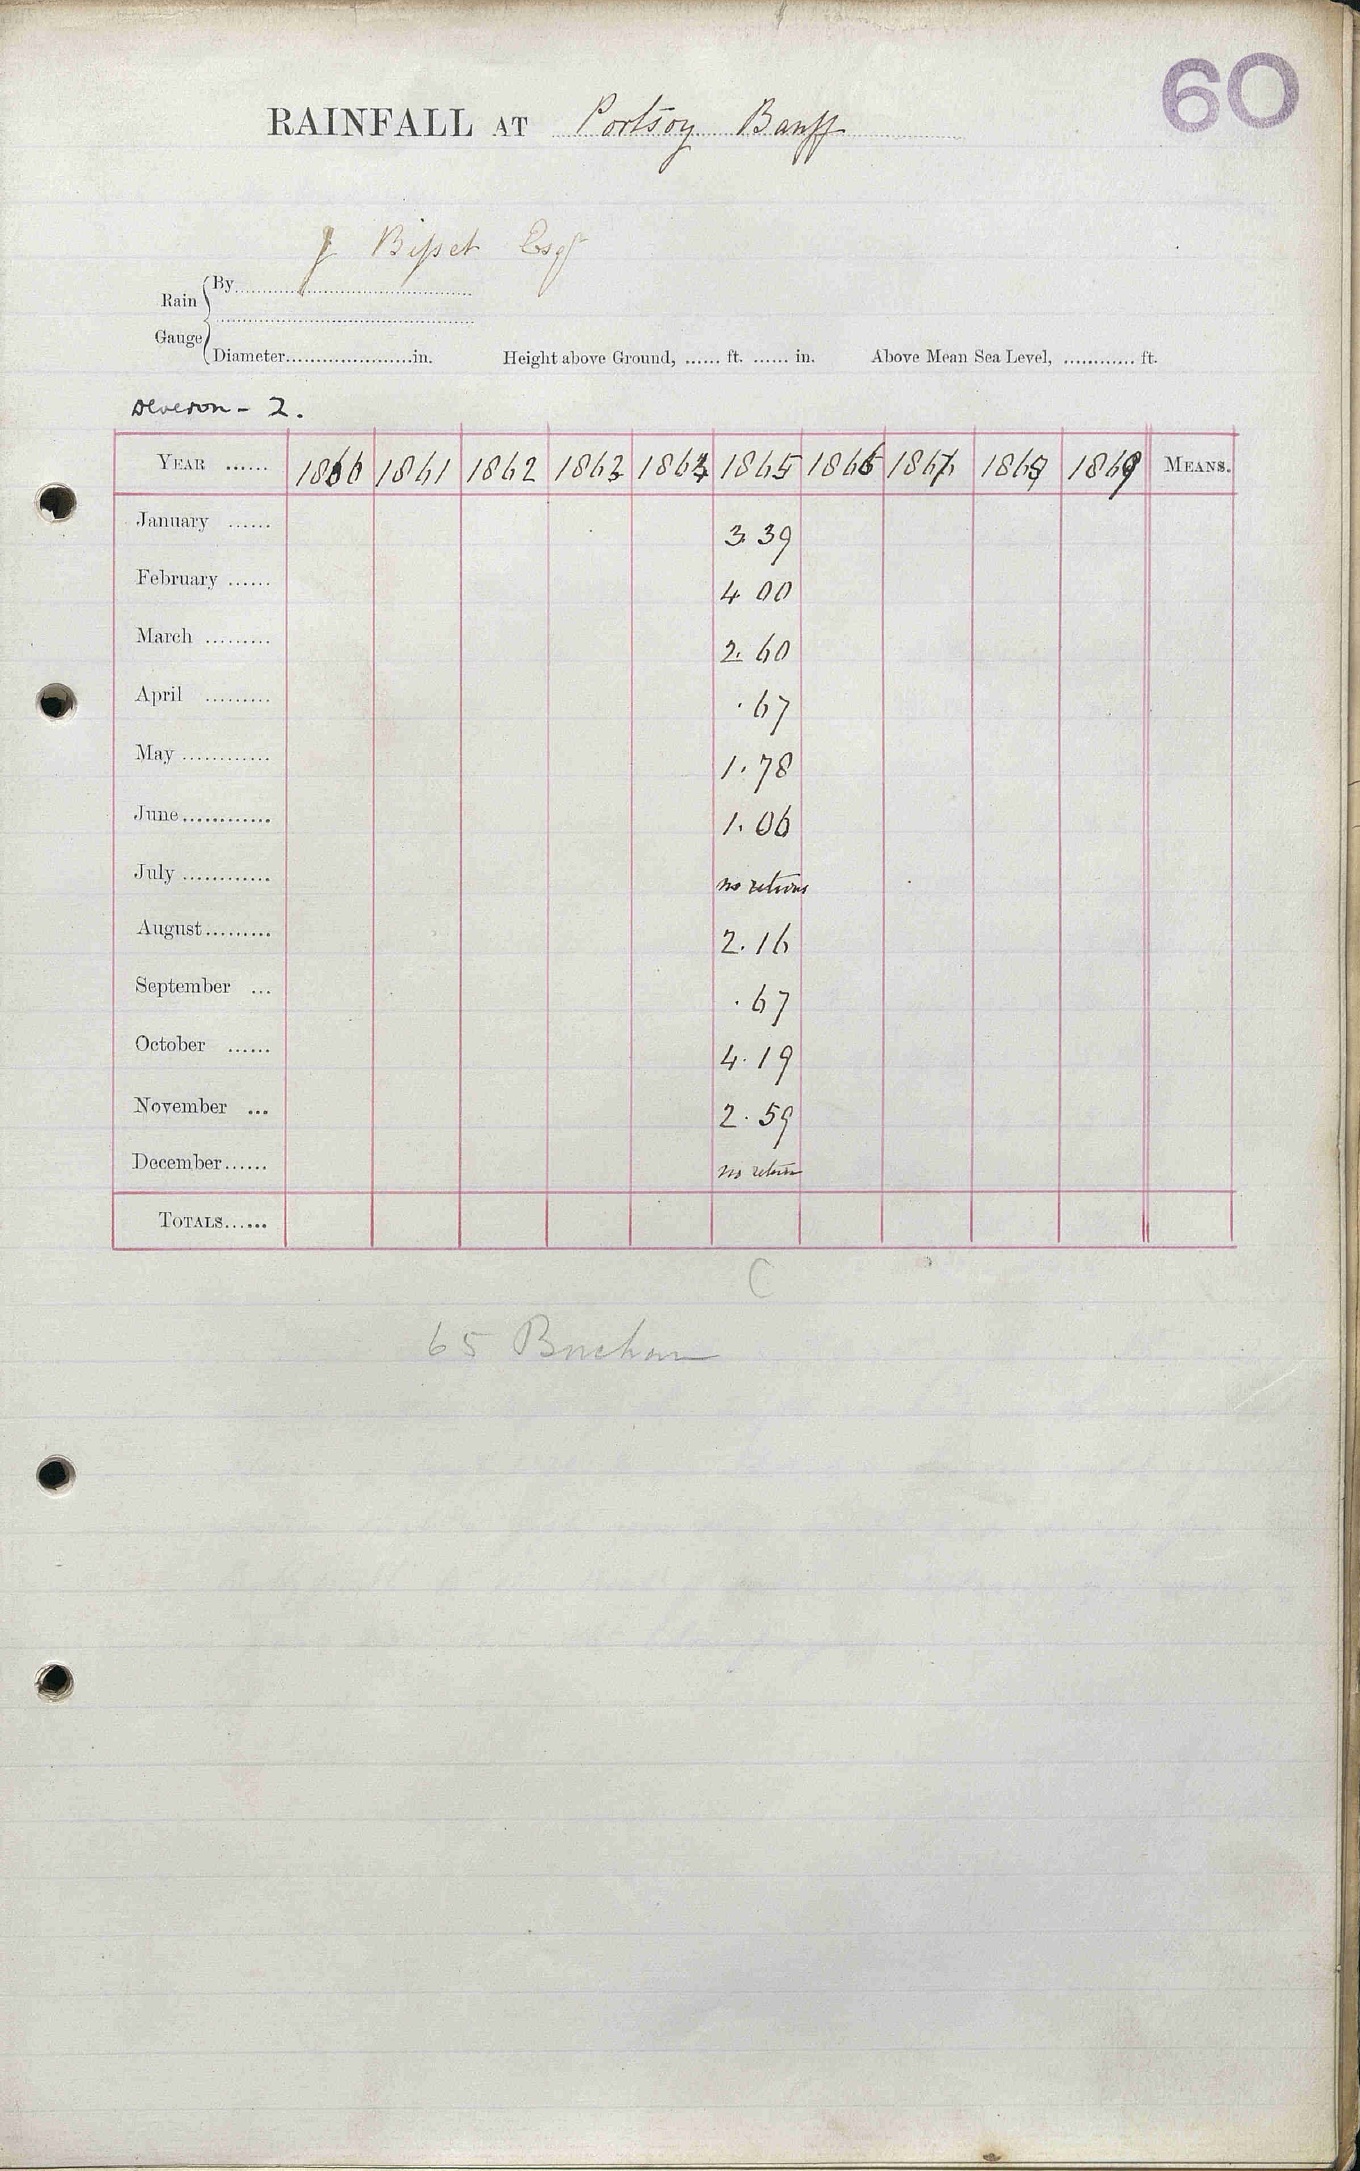 60
RAINFALL AT Portsoy Banff
J Bisset Esqr
Rain Gauge
By
Diameter.....................in. Height above Ground, ...... ft. ...... in. Above Mean Sea Level, ............ ft.
Deveron - 2.
YEAR ...... 1860 1861 1862 1863 1864 1865 1866 1867 1868 1869 MEANS.
January ...... 3.39
February ...... 4 00
March ......... 2.60
April ......... .67
May ............ 1.78
June............ 1.06
July ............ no returns
August......... 2.16
September ... .67
October ...... 4.19
November ... 2.59
December...... no return
TOTALS......
C
65 Buchan